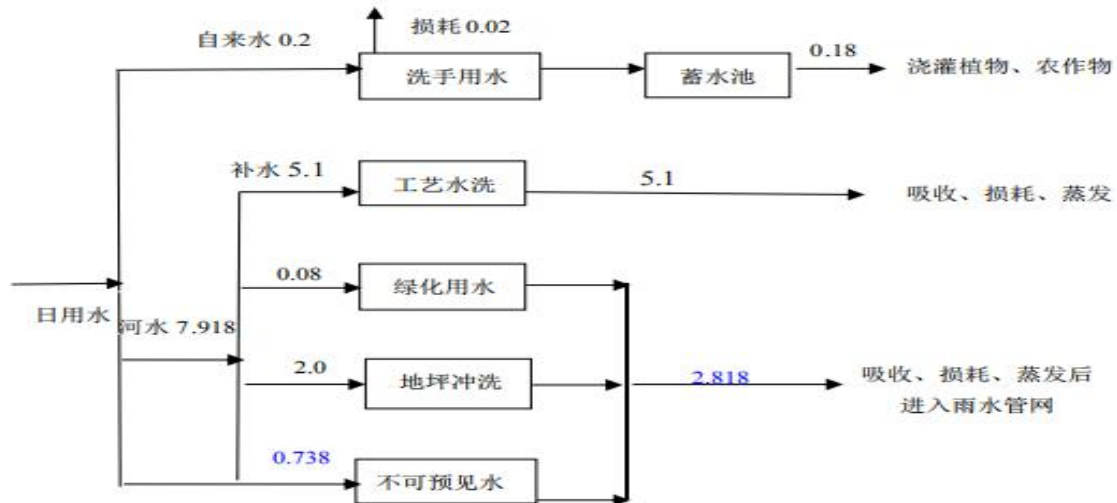 自来水 0.2
损耗 0.02
洗手用水
蓄水池
0.18
浇灌植物、农作物
补水 5.1
工艺水洗
5.1
吸收、损耗、蒸发
0.08
绿化用水
日用水
河水 7.918
2.0
地坪冲洗
2.818
吸收、损耗、蒸发后
进入雨水管网
0.738
不可预见水